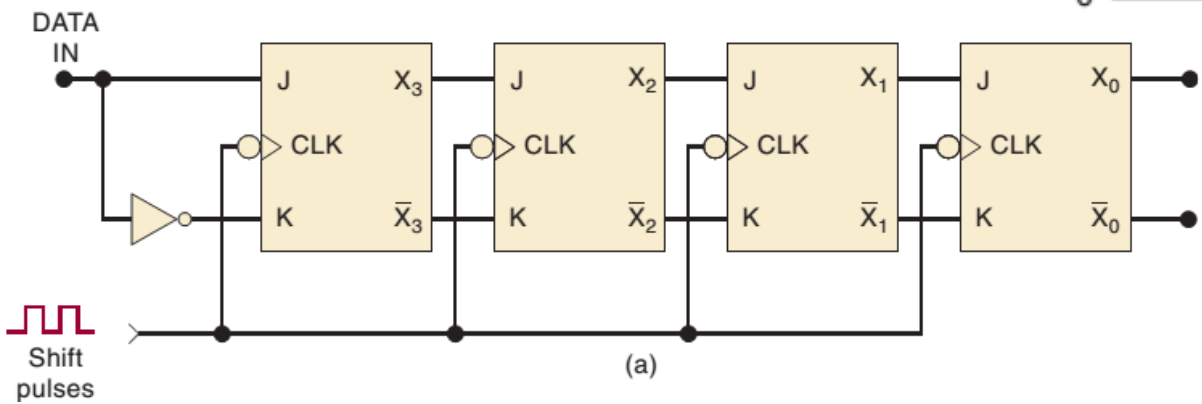 DATA
IN
J X₃ J X₂ J X₁ J X₀
CLK CLK CLK CLK
K X̅₃ K X̅₂ K X̅₁ K X̅₀
Shift
pulses
(a)